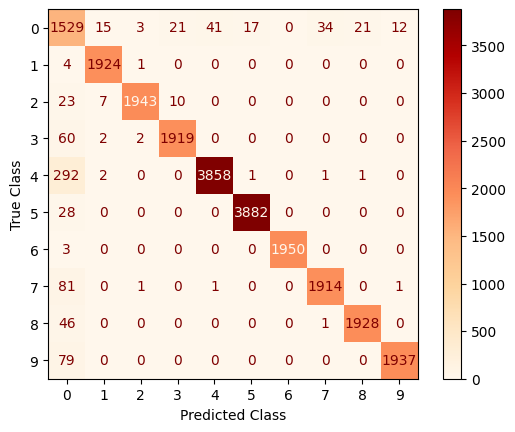 0 1529 15 3 21 41 17 0 34 21 12
1 4 1924 1 0 0 0 0 0 0 0
2 23 7 1943 10 0 0 0 0 0 0
3 60 2 2 1919 0 0 0 0 0 0
4 292 2 0 0 3858 1 0 1 1 0
5 28 0 0 0 0 3882 0 0 0 0
6 3 0 0 0 0 0 1950 0 0 0
7 81 0 1 0 1 0 0 1914 0 1
8 46 0 0 0 0 0 0 1 1928 0
9 79 0 0 0 0 0 0 0 0 1937
0 1 2 3 4 5 6 7 8 9
Predicted Class
True Class
3500
3000
2500
2000
1500
1000
500
0